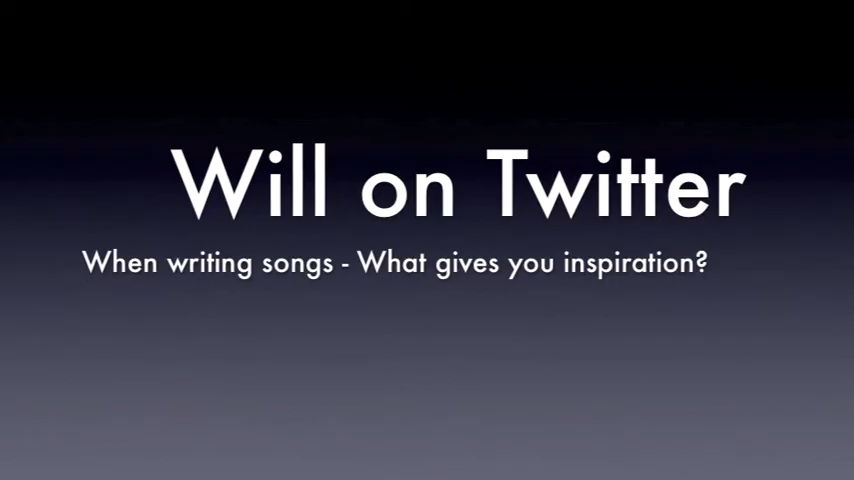 Will on Twitter
When writing songs - What gives you inspiration?